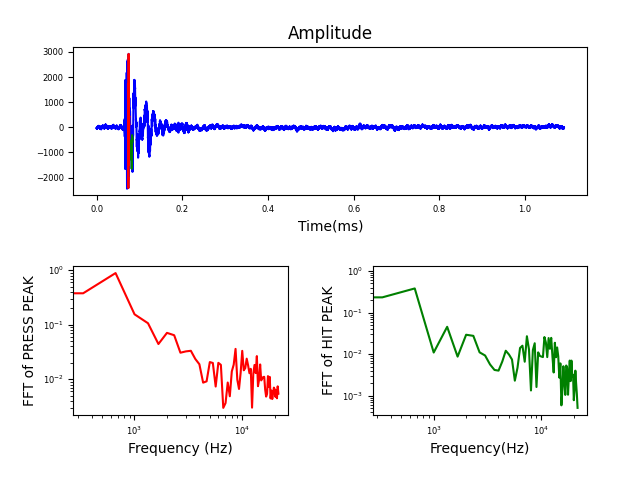 Amplitude
3000
2000
1000
0
−1000
−2000
0.0 0.2 0.4 0.6 0.8 1.0
Time(ms)
FFT of PRESS PEAK
10⁰
10⁻¹
10⁻²
10³ 10⁴
Frequency (Hz)
FFT of HIT PEAK
10⁰
10⁻¹
10⁻²
10⁻³
10³ 10⁴
Frequency(Hz)